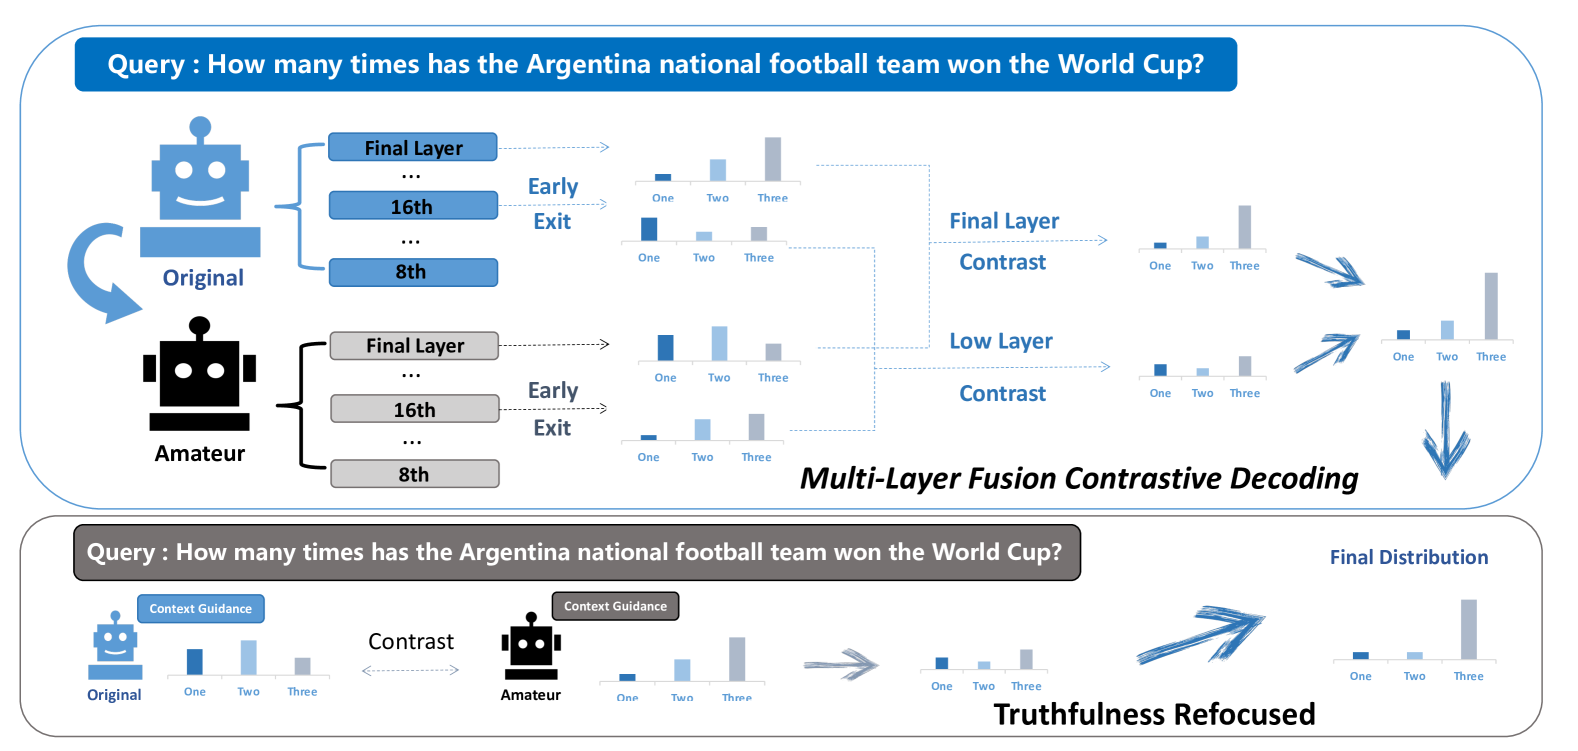 Query : How many times has the Argentina national football team won the World Cup?
Final Layer
...
16th
...
8th
Original
Early
Exit
One Two Three
One Two Three
Final Layer
...
16th
...
8th
Amateur
Early
Exit
One Two Three
One Two Three
Final Layer
Contrast
One Two Three
Low Layer
Contrast
One Two Three
One Two Three
Multi-Layer Fusion Contrastive Decoding
Query : How many times has the Argentina national football team won the World Cup?
Context Guidance
Original
One Two Three
Contrast
Context Guidance
Amateur
One Two Three
One Two Three
Truthfulness Refocused
Final Distribution
One Two Three